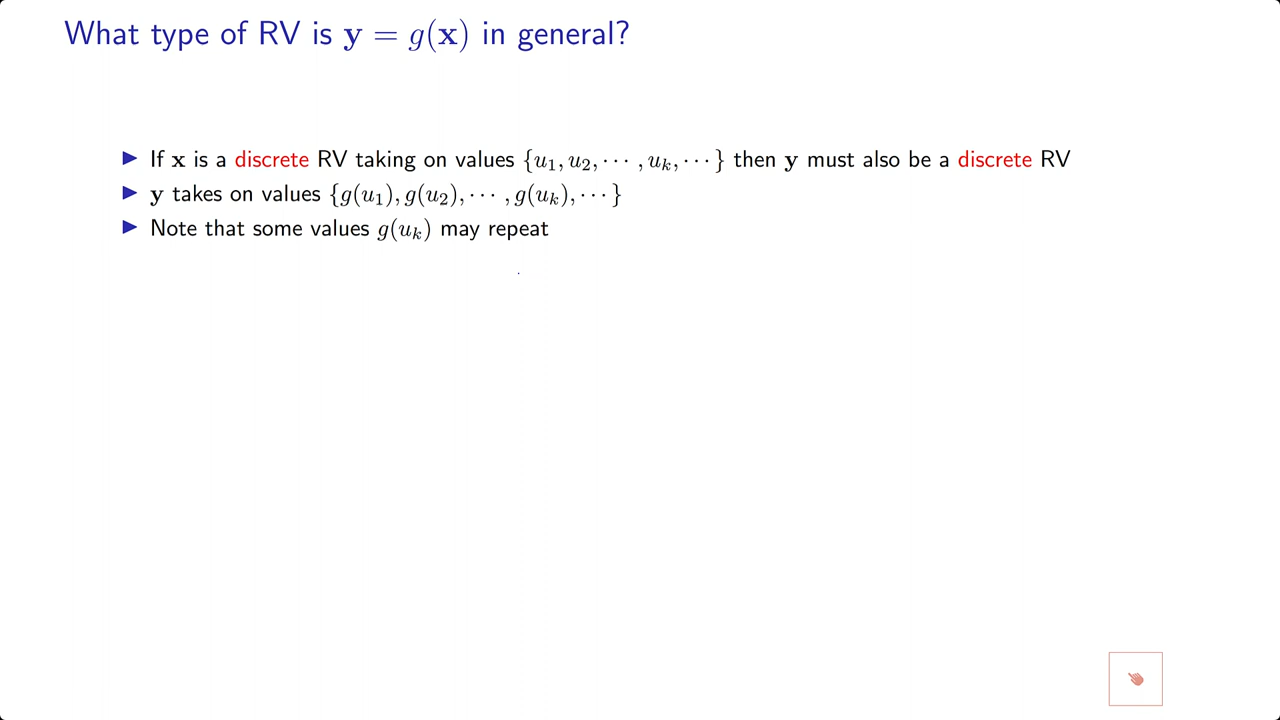 What type of RV is y = g(x) in general?
▶ If x is a discrete RV taking on values {u₁, u₂, ⋯ , uₖ, ⋯ } then y must also be a discrete RV
▶ y takes on values {g(u₁), g(u₂), ⋯ , g(uₖ), ⋯ }
▶ Note that some values g(uₖ) may repeat